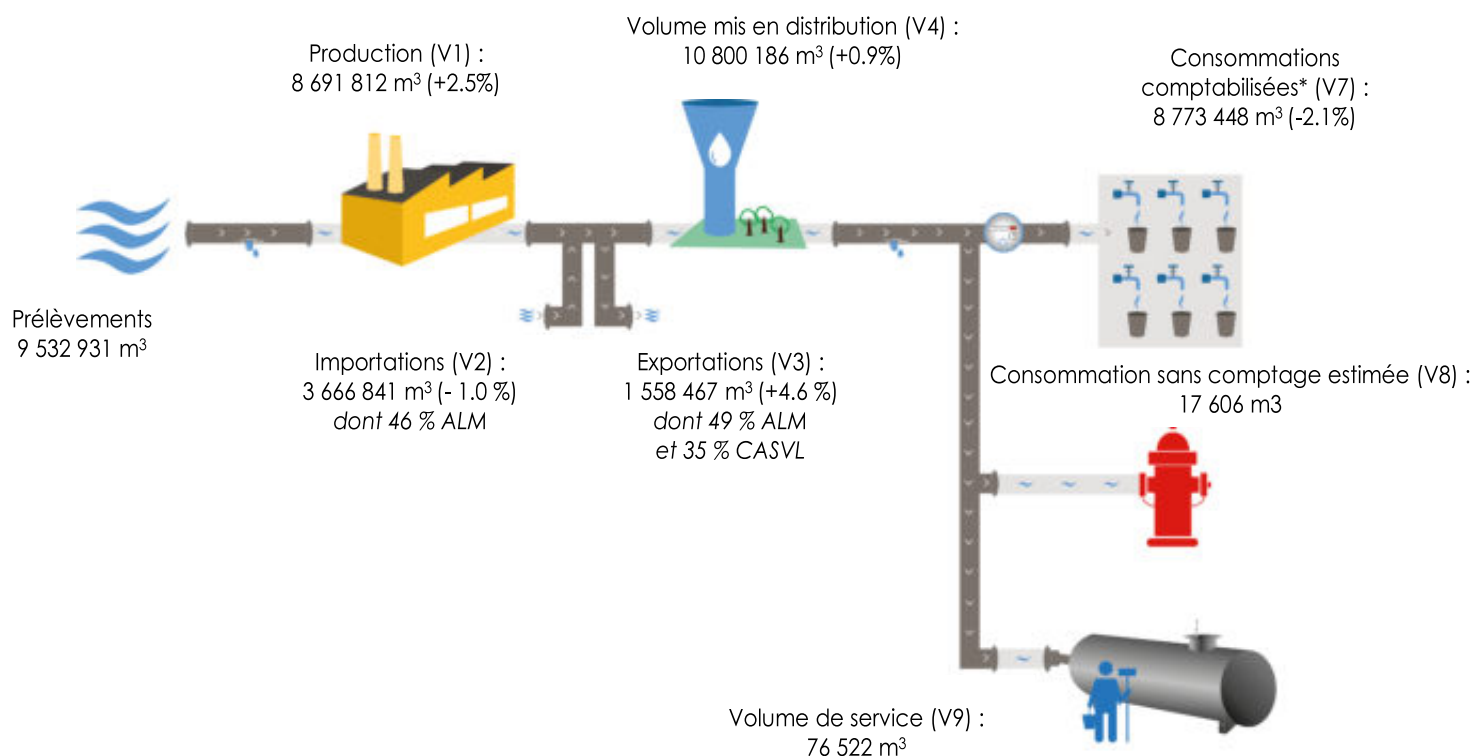 Volume mis en distribution (V4) :
10 800 186 m³ (+0.9%)
Production (V1) :
8 691 812 m³ (+2.5%)
Consommations
comptabilisées* (V7) :
8 773 448 m³ (-2.1%)
Prélèvements
9 532 931 m³
Importations (V2) :
3 666 841 m³ (- 1.0 %)
dont 46 % ALM
Exportations (V3) :
1 558 467 m³ (+4.6 %)
dont 49 % ALM
et 35 % CASVL
Consommation sans comptage estimée (V8) :
17 606 m3
Volume de service (V9) :
76 522 m³